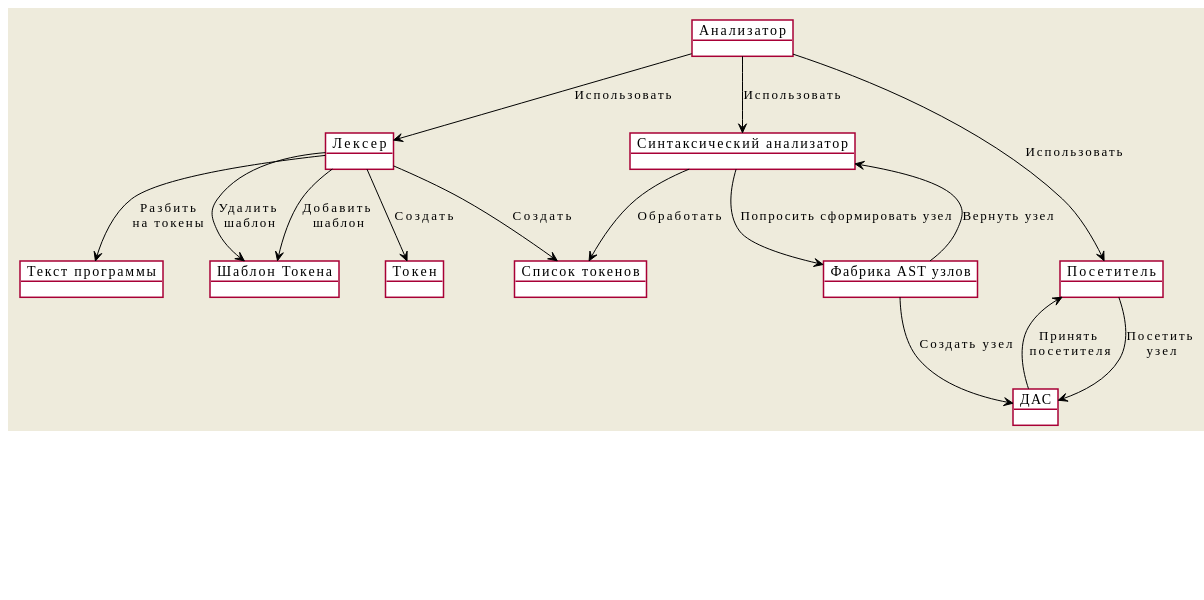 Анализатор
Использовать
Использовать
Использовать
Лексер
Синтаксический анализатор
Разбить
на токены
Удалить
шаблон
Добавить
шаблон
Создать
Создать
Обработать
Попросить сформировать узел
Вернуть узел
Текст программы
Шаблон Токена
Токен
Список токенов
Фабрика AST узлов
Посетитель
Создать узел
Принять
посетителя
Посетить
узел
ДАС